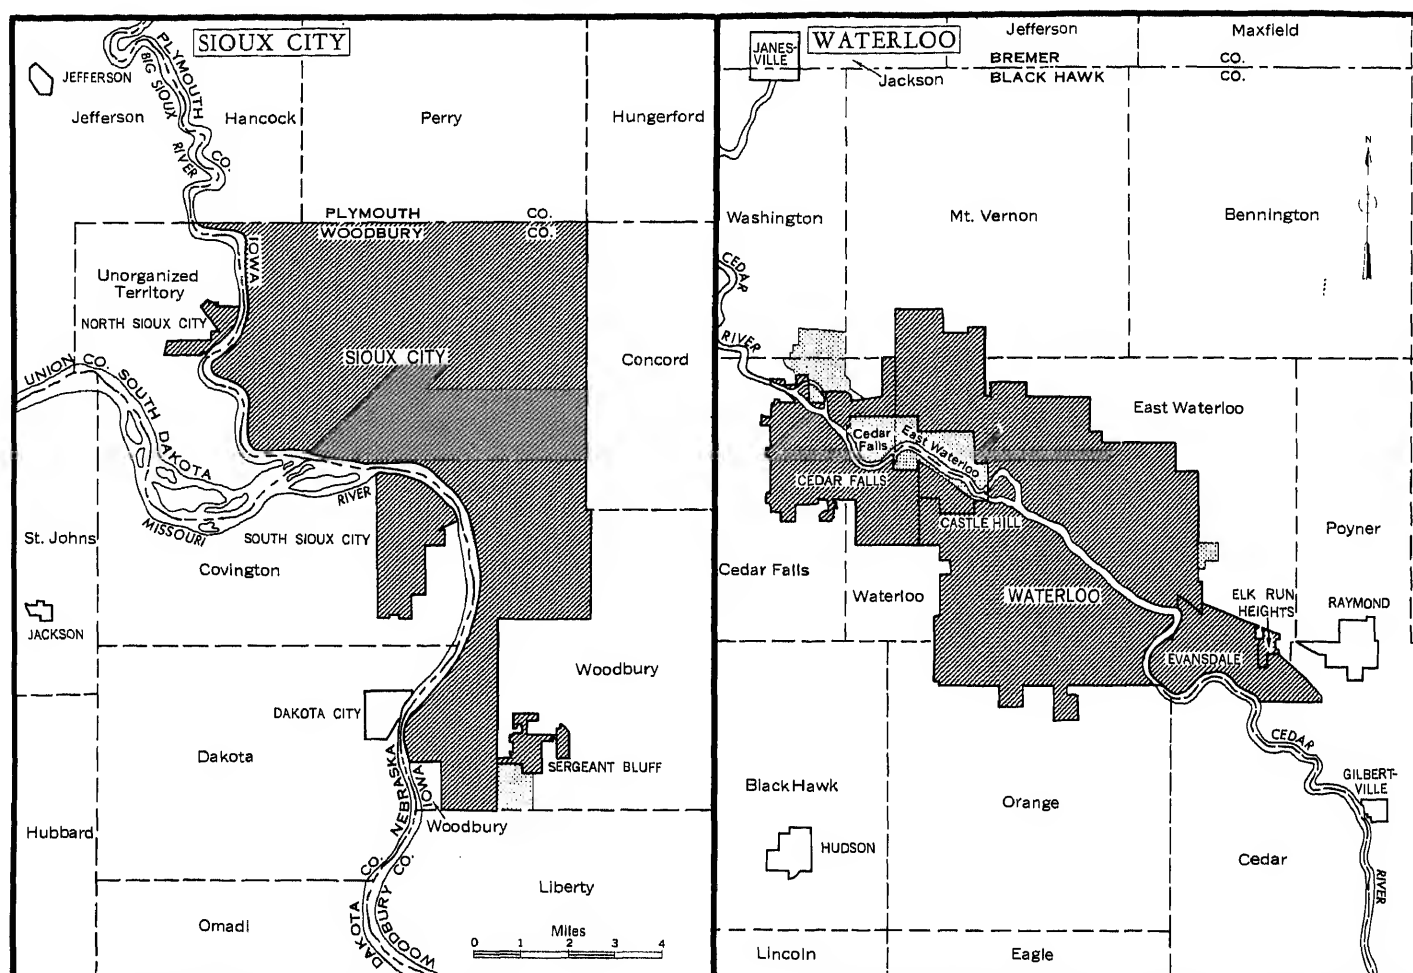 SIOUX CITY
PLYMOUTH
CO.
BIG SIOUX
RIVER
JEFFERSON
Jefferson
Hancock
Perry
Hungerford
PLYMOUTH CO.
WOODBURY CO.
IOWA
Unorganized
Territory
NORTH SIOUX CITY
SIOUX CITY
Concord
UNION CO. SOUTH DAKOTA
MISSOURI
RIVER
St. Johns
SOUTH SIOUX CITY
Covington
JACKSON
Woodbury
DAKOTA CITY
Dakota
SERGEANT BLUFF
NEBRASKA
IOWA
Woodbury
Hubbard
CO.
CO.
Liberty
Omadi
DAKOTA
WOODBURY
WOOD
Miles
0 1 2 3 4
WATERLOO
JANES-
VILLE
Jefferson
Maxfield
BREMER CO.
BLACK HAWK CO.
Jackson
N
Washington
Mt. Vernon
Bennington
CEDAR
RIVER
East Waterloo
Cedar
Falls
East Waterloo
CEDAR FALLS
CASTLE HILL
Poyner
Cedar Falls
Waterloo
WATERLOO
ELK RUN
HEIGHTS
RAYMOND
EVANSDALE
CEDAR
GILBERT-
VILLE
Black Hawk
Orange
HUDSON
Cedar
RIVER
Lincoln
Eagle